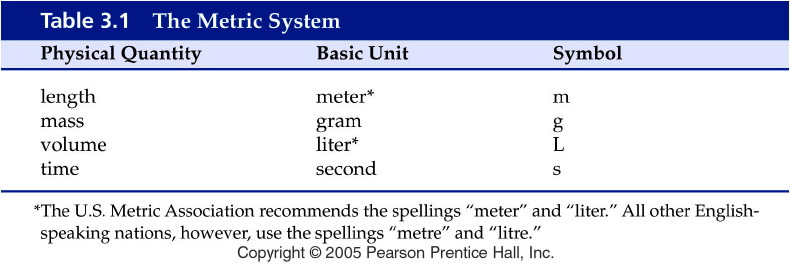 Table 3.1 The Metric System
Physical Quantity Basic Unit Symbol
length meter* m
mass gram g
volume liter* L
time second s
*The U.S. Metric Association recommends the spellings “meter” and “liter.” All other English-
speaking nations, however, use the spellings “metre” and “litre.”
Copyright © 2005 Pearson Prentice Hall, Inc.